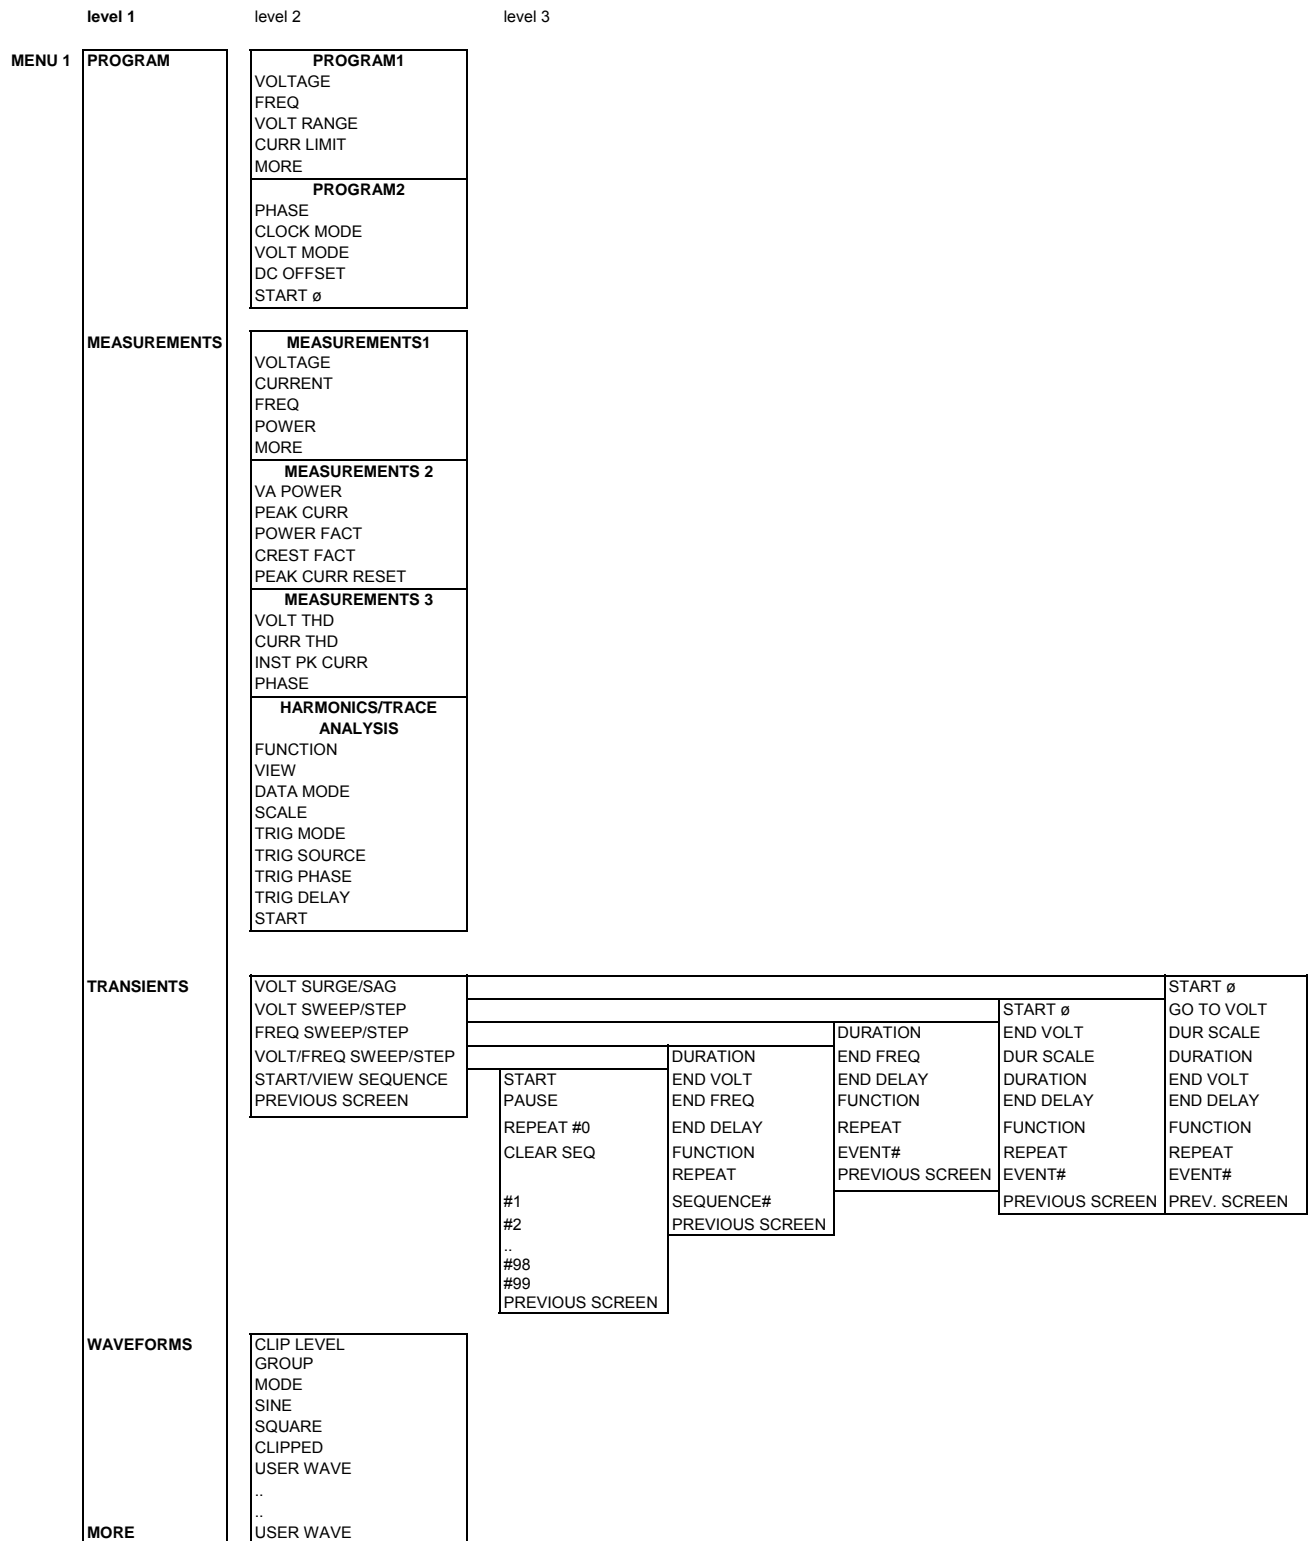 level 1 level 2 level 3
MENU 1 PROGRAM PROGRAM1
VOLTAGE
FREQ
VOLT RANGE
CURR LIMIT
MORE
PROGRAM2
PHASE
CLOCK MODE
VOLT MODE
DC OFFSET
START ø
MEASUREMENTS MEASUREMENTS1
VOLTAGE
CURRENT
FREQ
POWER
MORE
MEASUREMENTS 2
VA POWER
PEAK CURR
POWER FACT
CREST FACT
PEAK CURR RESET
MEASUREMENTS 3
VOLT THD
CURR THD
INST PK CURR
PHASE
HARMONICS/TRACE
ANALYSIS
FUNCTION
VIEW
DATA MODE
SCALE
TRIG MODE
TRIG SOURCE
TRIG PHASE
TRIG DELAY
START
TRANSIENTS VOLT SURGE/SAG START ø
VOLT SWEEP/STEP START ø GO TO VOLT
FREQ SWEEP/STEP DURATION END VOLT DUR SCALE
VOLT/FREQ SWEEP/STEP DURATION END FREQ DUR SCALE DURATION
START/VIEW SEQUENCE START END VOLT END DELAY DURATION END VOLT
PREVIOUS SCREEN PAUSE END FREQ FUNCTION END DELAY END DELAY
REPEAT #0 END DELAY REPEAT FUNCTION FUNCTION
CLEAR SEQ FUNCTION EVENT# REPEAT REPEAT
REPEAT PREVIOUS SCREEN EVENT# EVENT#
#1 SEQUENCE# PREVIOUS SCREEN PREV. SCREEN
#2 PREVIOUS SCREEN
..
#98
#99
PREVIOUS SCREEN
WAVEFORMS CLIP LEVEL
GROUP
MODE
SINE
SQUARE
CLIPPED
USER WAVE
..
..
MORE USER WAVE